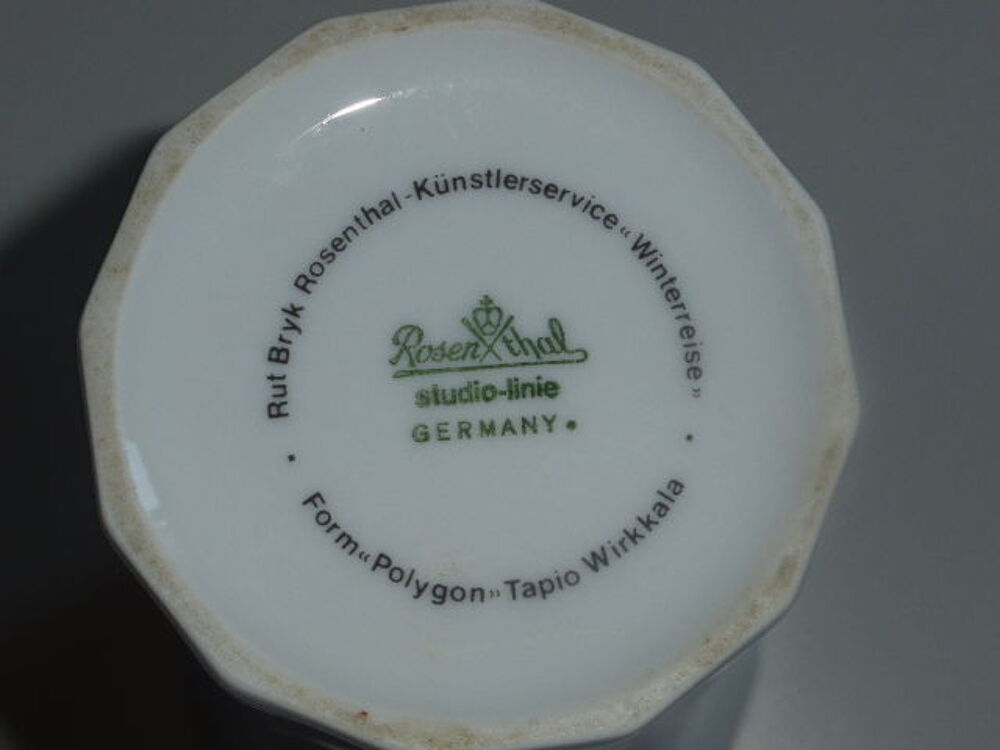 Rut Bryk Rosenthal-Künstlerservice «Winterreise»
Rosenthal
studio-linie
GERMANY
Form «Polygon» Tapio Wirkkala